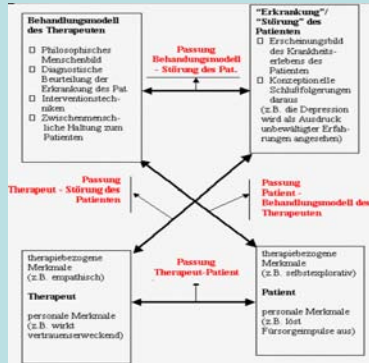 Behandlungsmodell
des Therapeuten
□ Philosophisches
Menschenbild
□ Diagnostische
Beurteilung der
Erkrankung des Pat.
□ Interventionstech-
niken
□ Zwischenmensch-
liche Haltung zum
Patienten
Passung
Behandlungsmodell
- Störung des Pat.
"Erkrankung"/
"Störung" des
Patienten
□ Erscheinungsbild
des Krankheits-
erlebens des
Patienten
□ Konzeptionelle
Schlußfolgerungen
daraus
(z.B. die Depression
wird als Ausdruck
unbewältigter Erfah-
rungen angesehen)
Passung
Therapeut - Störung des
Patienten
Passung
Patient -
Behandlungsmodell des
Therapeuten
therapiebezogene
Merkmale
(z.B. empathisch)
Therapeut
personale Merkmale
(z.B. wirkt
vertrauenserweckend)
Passung
Therapeut-Patient
therapiebezogene
Merkmale
(z.B. selbstexplorativ)
Patient
personale Merkmale
(z.B. löst
Fürsorgeimpulse aus)